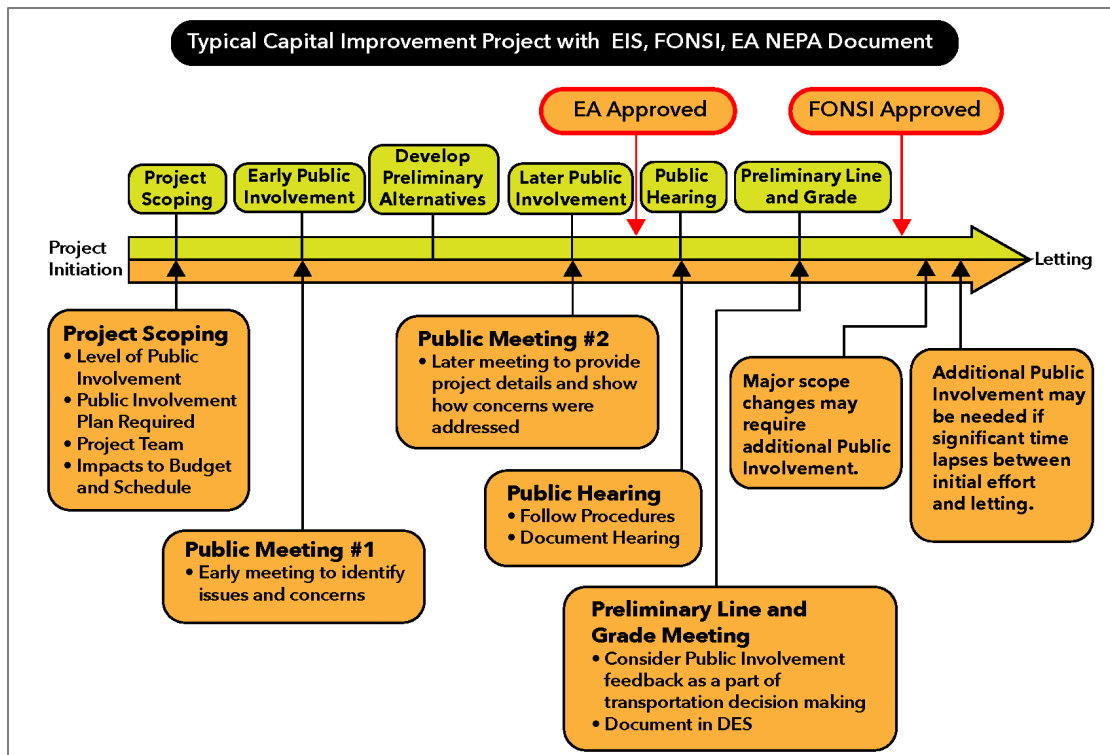 Typical Capital Improvement Project with EIS, FONSI, EA NEPA Document
EA Approved
FONSI Approved
Project
Scoping
Early Public
Involvement
Develop
Preliminary
Alternatives
Later Public
Involvement
Public
Hearing
Preliminary Line
and Grade
Project
Initiation
Letting
Project Scoping
• Level of Public
Involvement
• Public Involvement
Plan Required
• Project Team
• Impacts to Budget
and Schedule
Public Meeting #1
• Early meeting to identify
issues and concerns
Public Meeting #2
• Later meeting to provide
project details and show
how concerns were
addressed
Public Hearing
• Follow Procedures
• Document Hearing
Preliminary Line and
Grade Meeting
• Consider Public Involvement
feedback as a part of
transportation decision making
• Document in DES
Major scope
changes may
require
additional Public
Involvement.
Additional Public
Involvement may
be needed if
significant time
lapses between
initial effort
and letting.